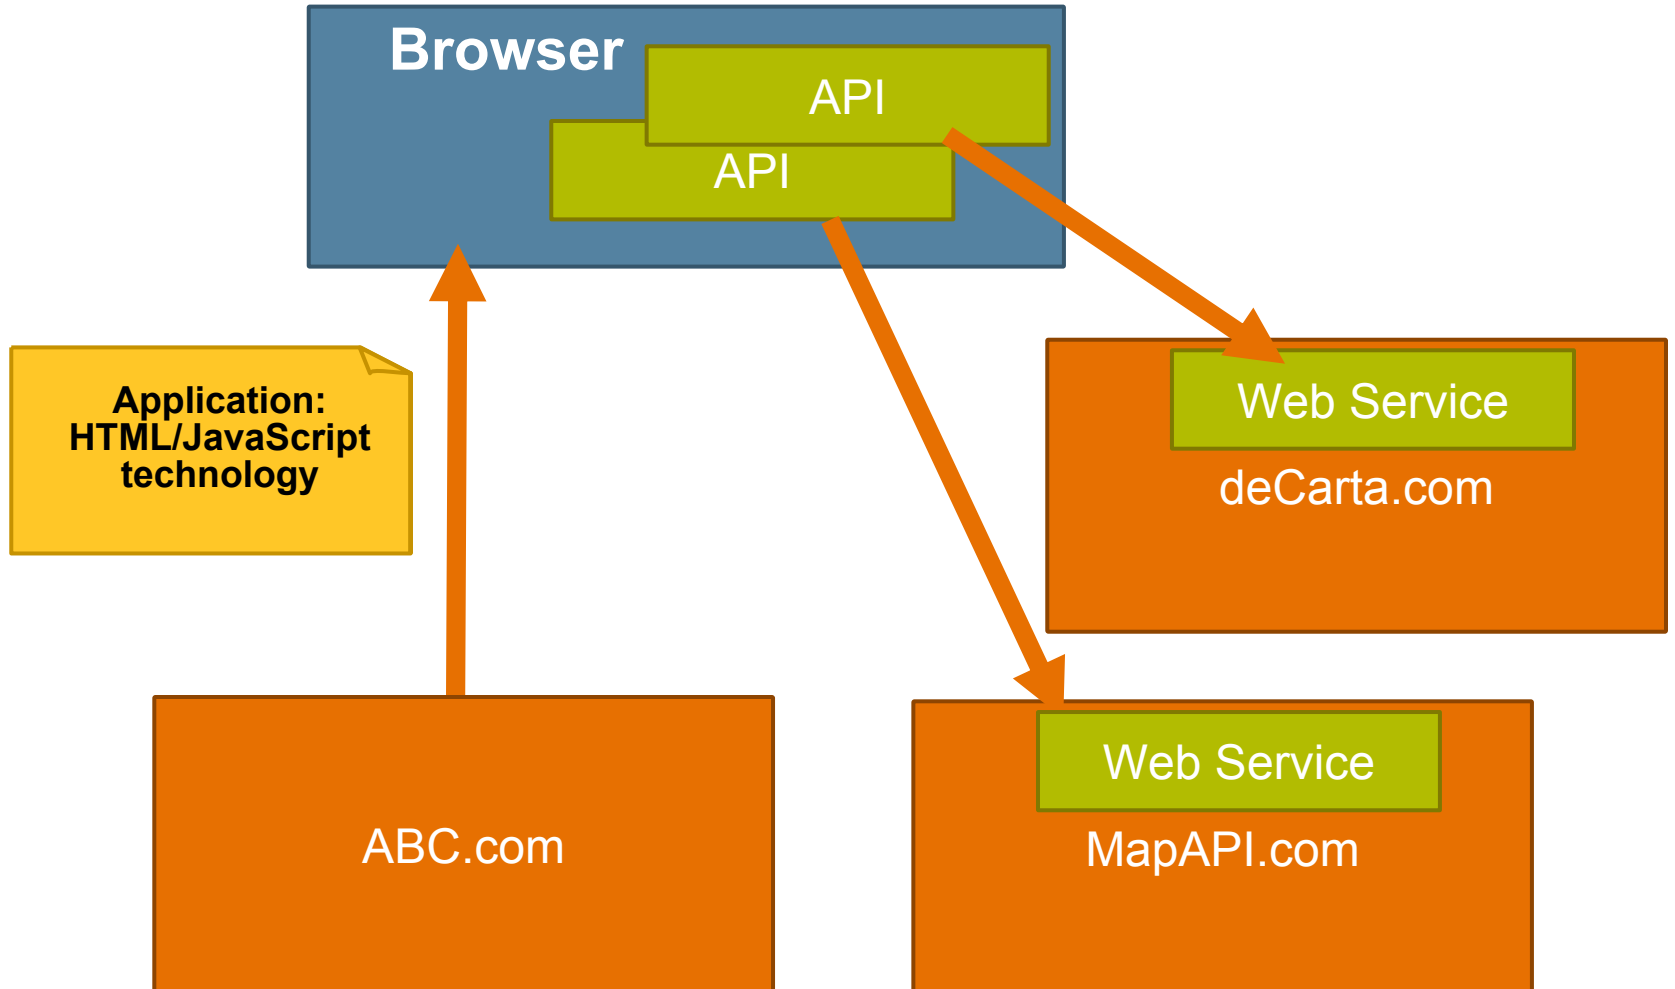 Browser
API
API
Application:
HTML/JavaScript
technology
Web Service
deCarta.com
Web Service
MapAPI.com
ABC.com